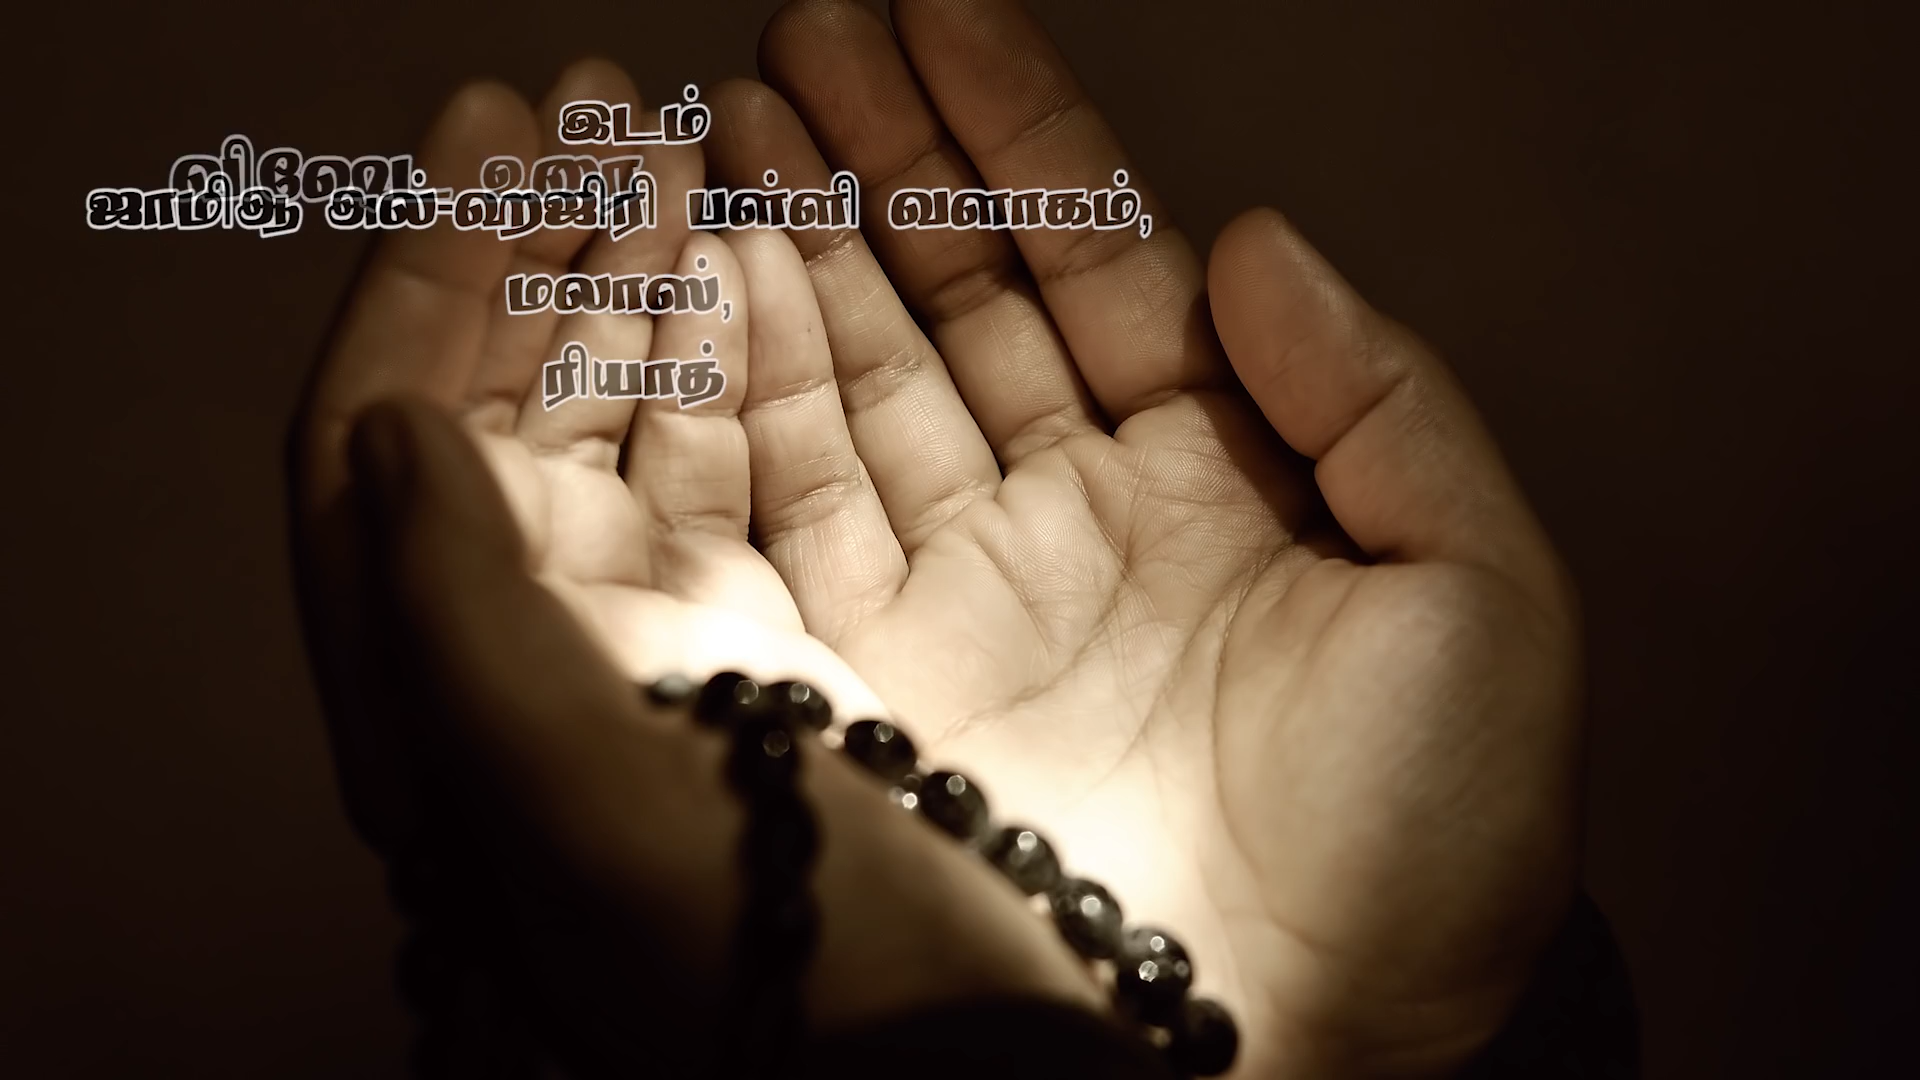 இடம்
ஜாமிஆ அல்-ஹஜிரி பள்ளி வளாகம்,
மலாஸ்,
ரியாத்